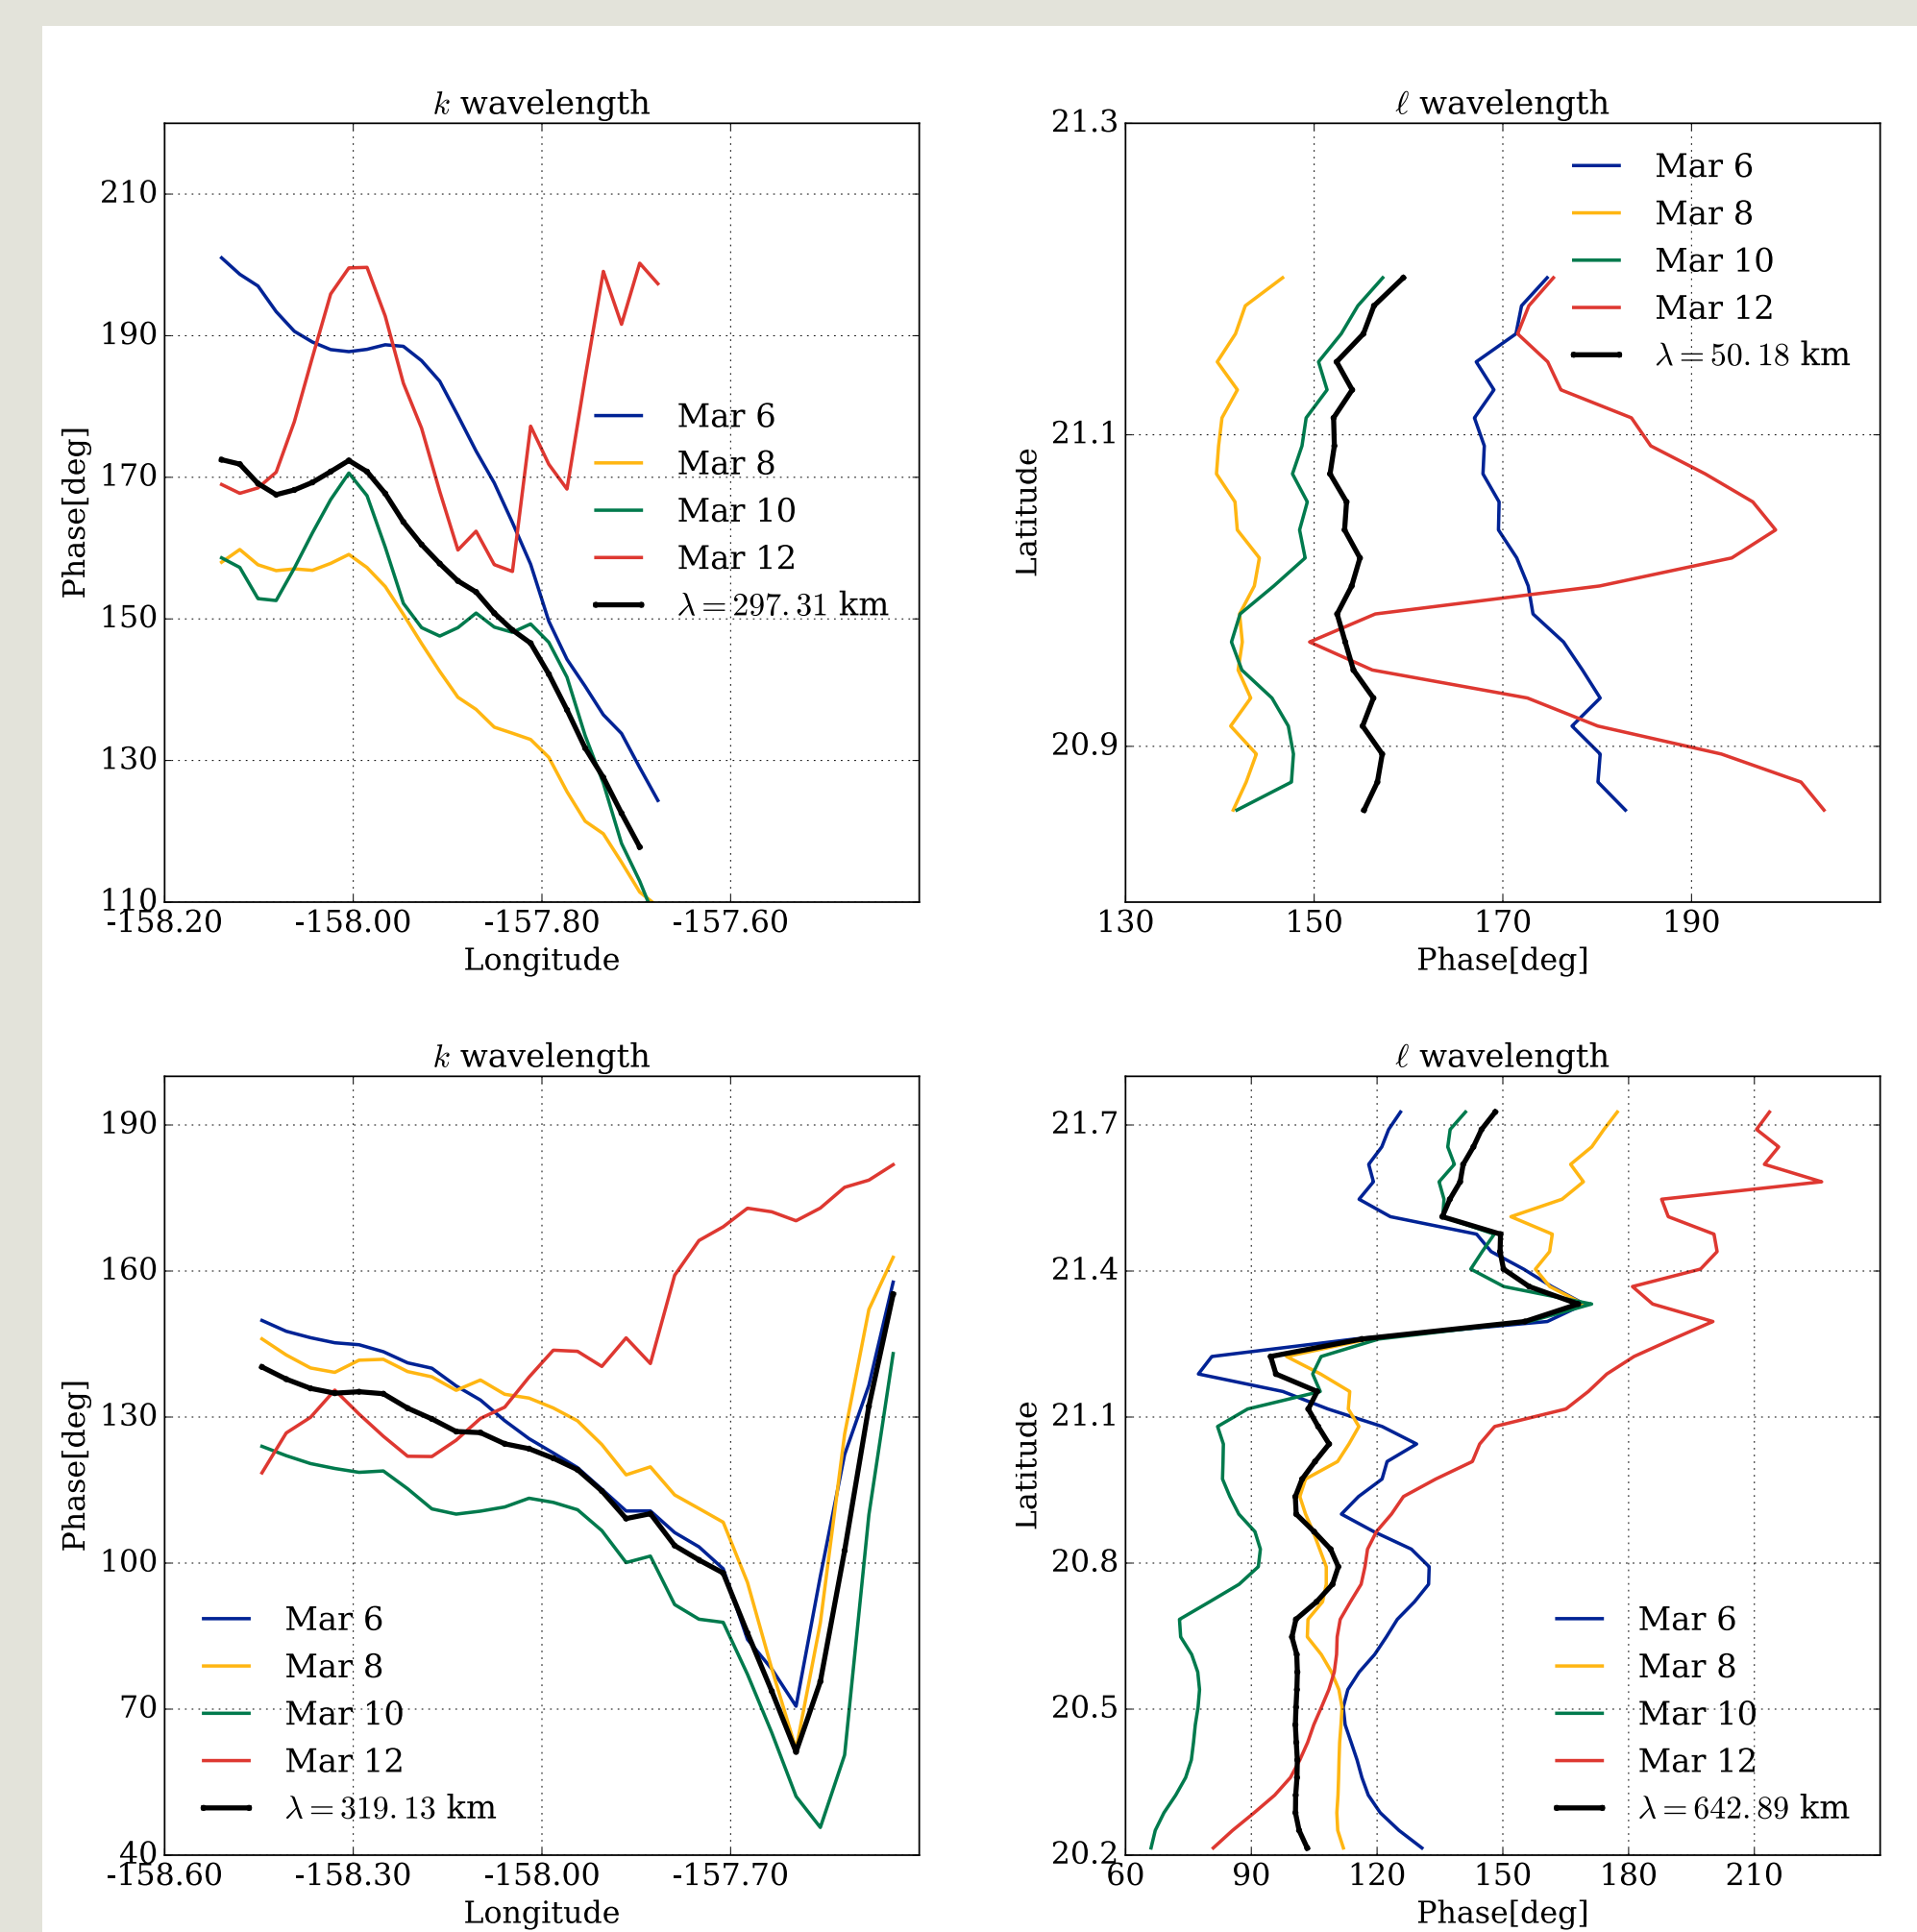 k wavelength
210
190
170
150
130
110
Phase[deg]
Mar 6
Mar 8
Mar 10
Mar 12
λ=297.31 km
-158.20 -158.00 -157.80 -157.60
Longitude
ℓ wavelength
21.3
21.1
20.9
Latitude
Mar 6
Mar 8
Mar 10
Mar 12
λ=50.18 km
130 150 170 190
Phase[deg]
k wavelength
190
160
130
100
70
40
Phase[deg]
Mar 6
Mar 8
Mar 10
Mar 12
λ=319.13 km
-158.60 -158.30 -158.00 -157.70
Longitude
ℓ wavelength
21.7
21.4
21.1
20.8
20.5
20.2
Latitude
Mar 6
Mar 8
Mar 10
Mar 12
λ=642.89 km
60 90 120 150 180 210
Phase[deg]